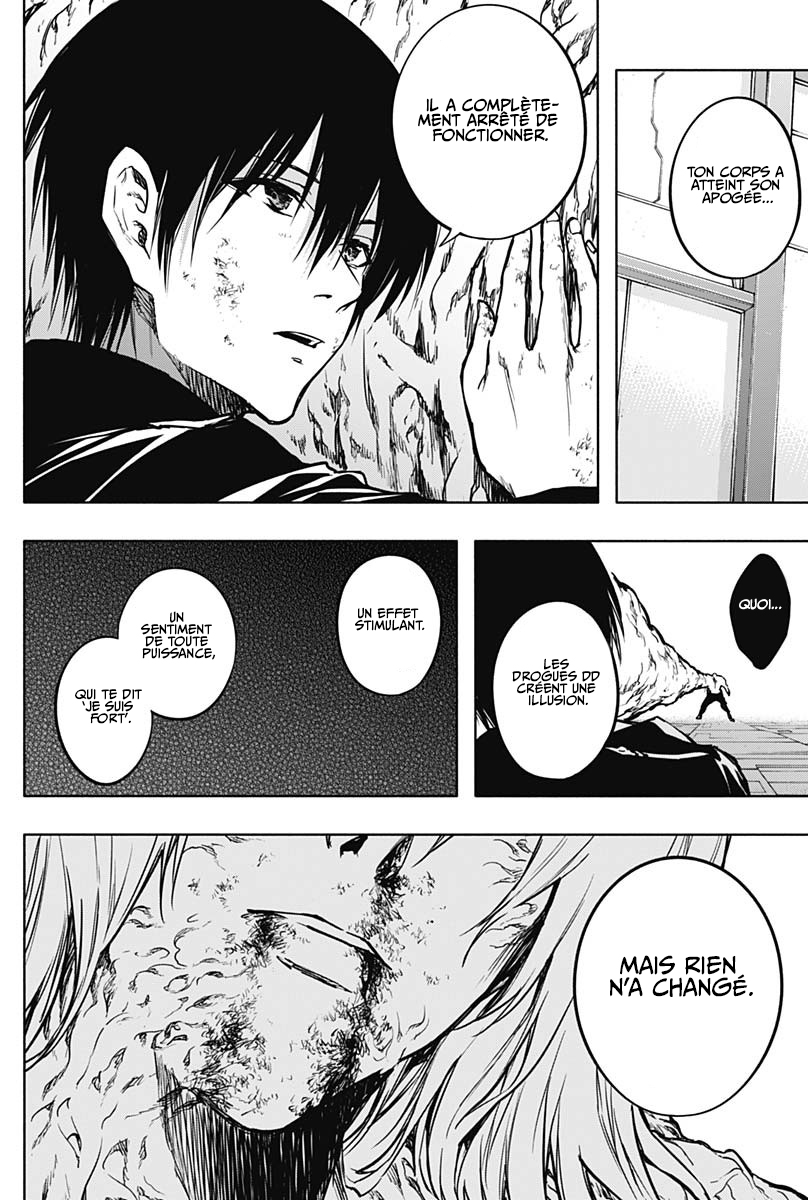 TON CORPS A
ATTEINT SON
APOGÉE...
IL A COMPLÈTE-
MENT ARRÊTÉ DE
FONCTIONNER.
QUOI...
LES
DROGUES DD
CRÉENT UNE
ILLUSION.
UN EFFET
STIMULANT.
UN
SENTIMENT
DE TOUTE
PUISSANCE,
QUI TE DIT
'JE SUIS
FORT'.
MAIS RIEN
N'A CHANGÉ.